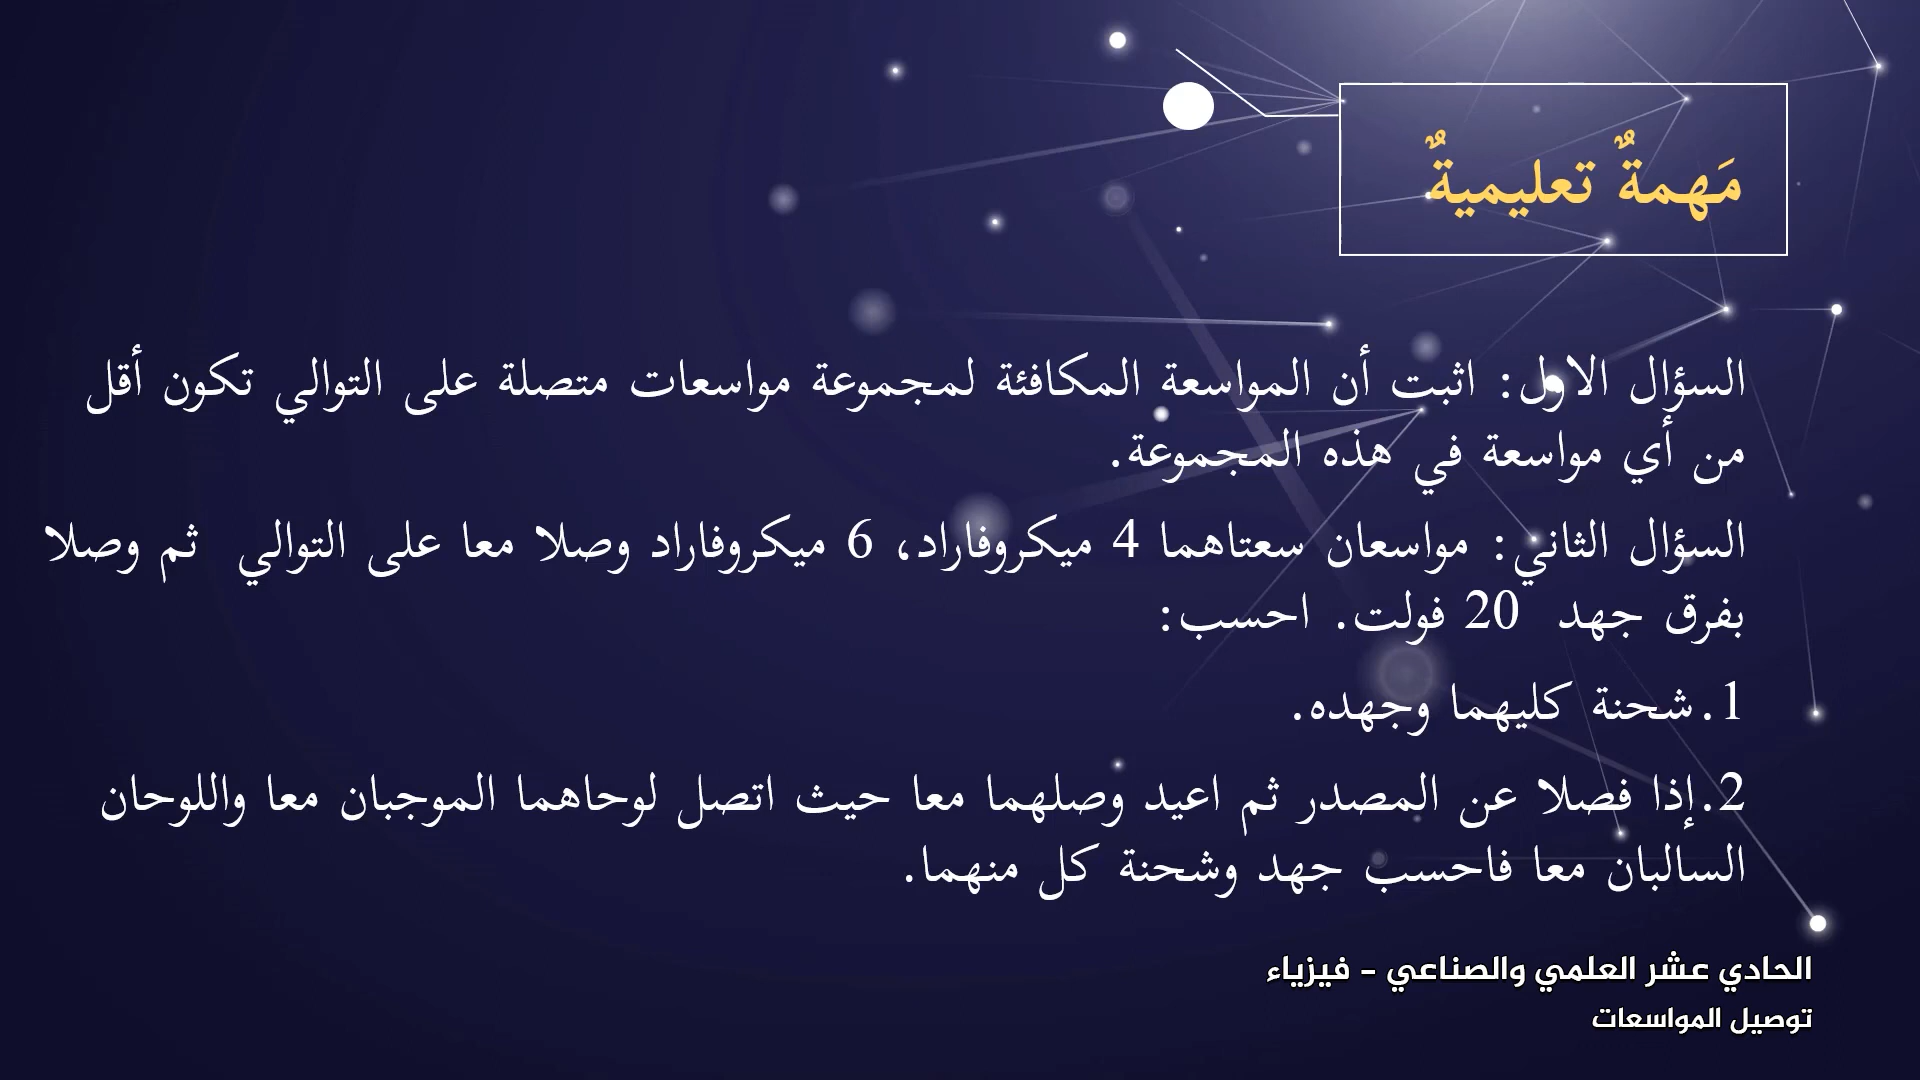 مَهمةٌ تعليميةٌ
السؤال الاول: اثبت أن المواسعة المكافئة لمجموعة مواسعات متصلة على التوالي تكون أقل
من أي مواسعة في هذه المجموعة.
السؤال الثاني: مواسعان سعتاهما 4 ميكروفاراد، 6 ميكروفاراد وصلا معا على التوالي ثم وصلا
بفرق جهد 20 فولت. احسب:
1.شحنة كليهما وجهده.
2.إذا فصلا عن المصدر ثم اعيد وصلهما معا حيث اتصل لوحاهما الموجبان معا واللوحان
السالبان معا فاحسب جهد وشحنة كل منهما.
الحادي عشر العلمي والصناعي - فيزياء
توصيل المواسعات